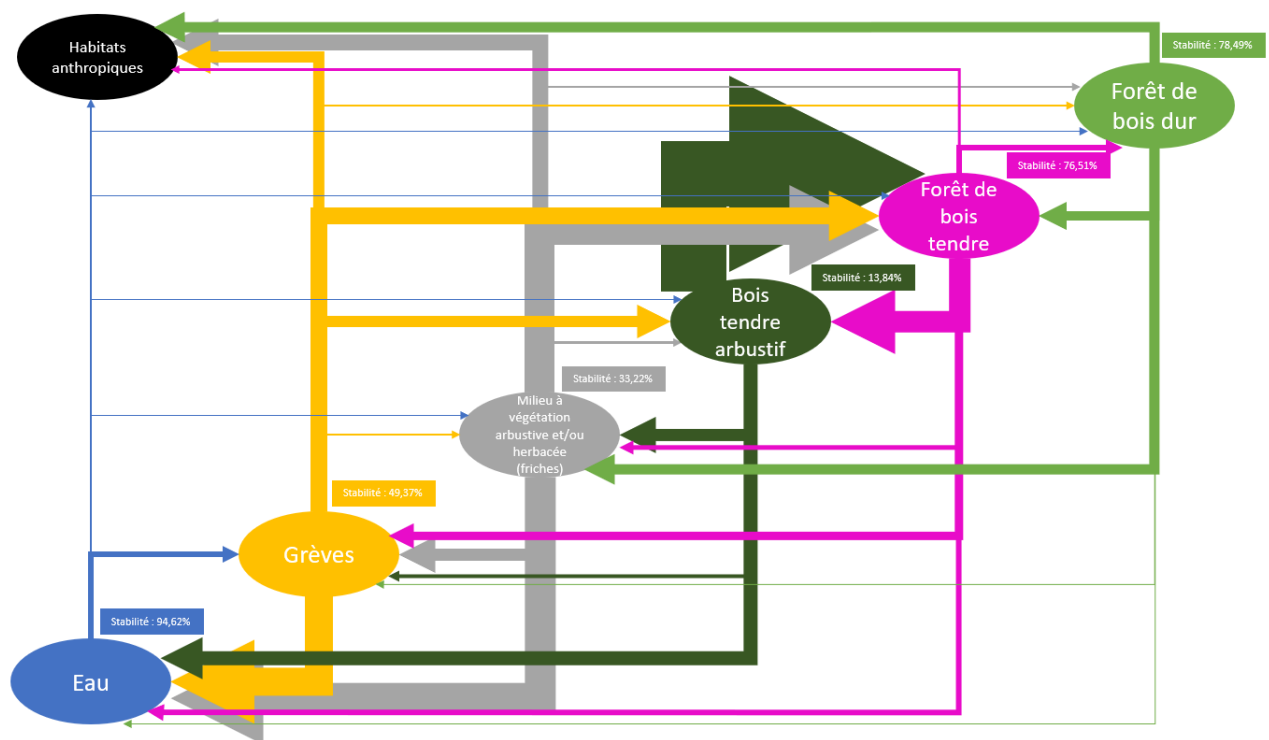 Habitats
anthropiques
Stabilité : 78,49%
Forêt de
bois dur
Stabilité : 76,51%
Forêt de
bois
tendre
Stabilité : 13,84%
Bois
tendre
arbustif
Stabilité : 33,22%
Milieu à
végétation
arbustive et/ou
herbacée
(friches)
Stabilité : 49,37%
Grèves
Stabilité : 94,62%
Eau